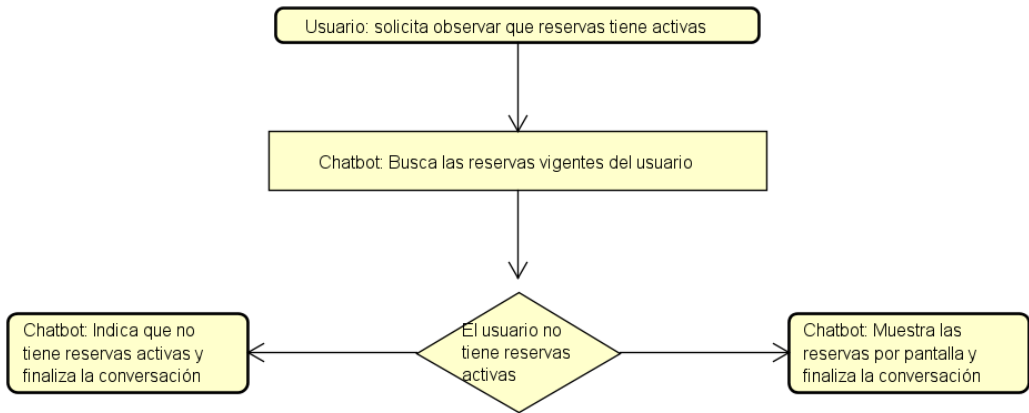 Usuario: solicita observar que reservas tiene activas
Chatbot: Busca las reservas vigentes del usuario
Chatbot: Indica que no
tiene reservas activas y
finaliza la conversación
El usuario no
tiene reservas
activas
Chatbot: Muestra las
reservas por pantalla y
finaliza la conversación